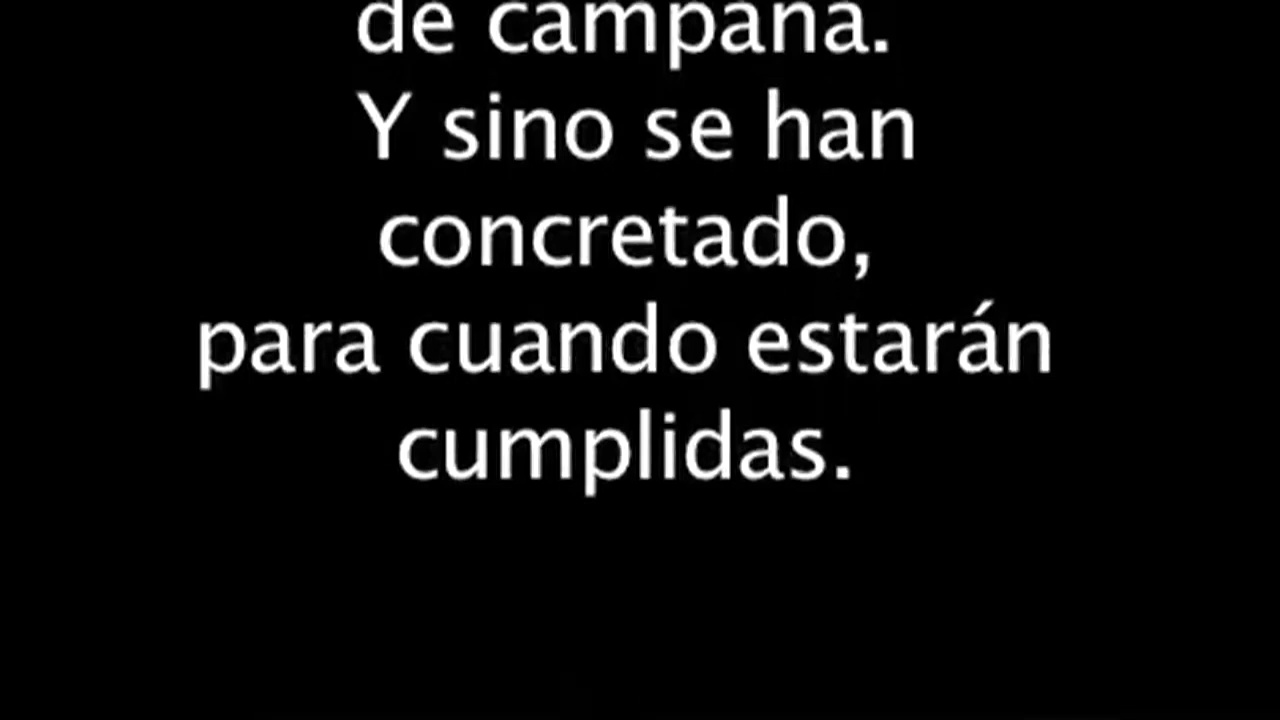 de campaña.
Y sino se han
concretado,
para cuando estarán
cumplidas.